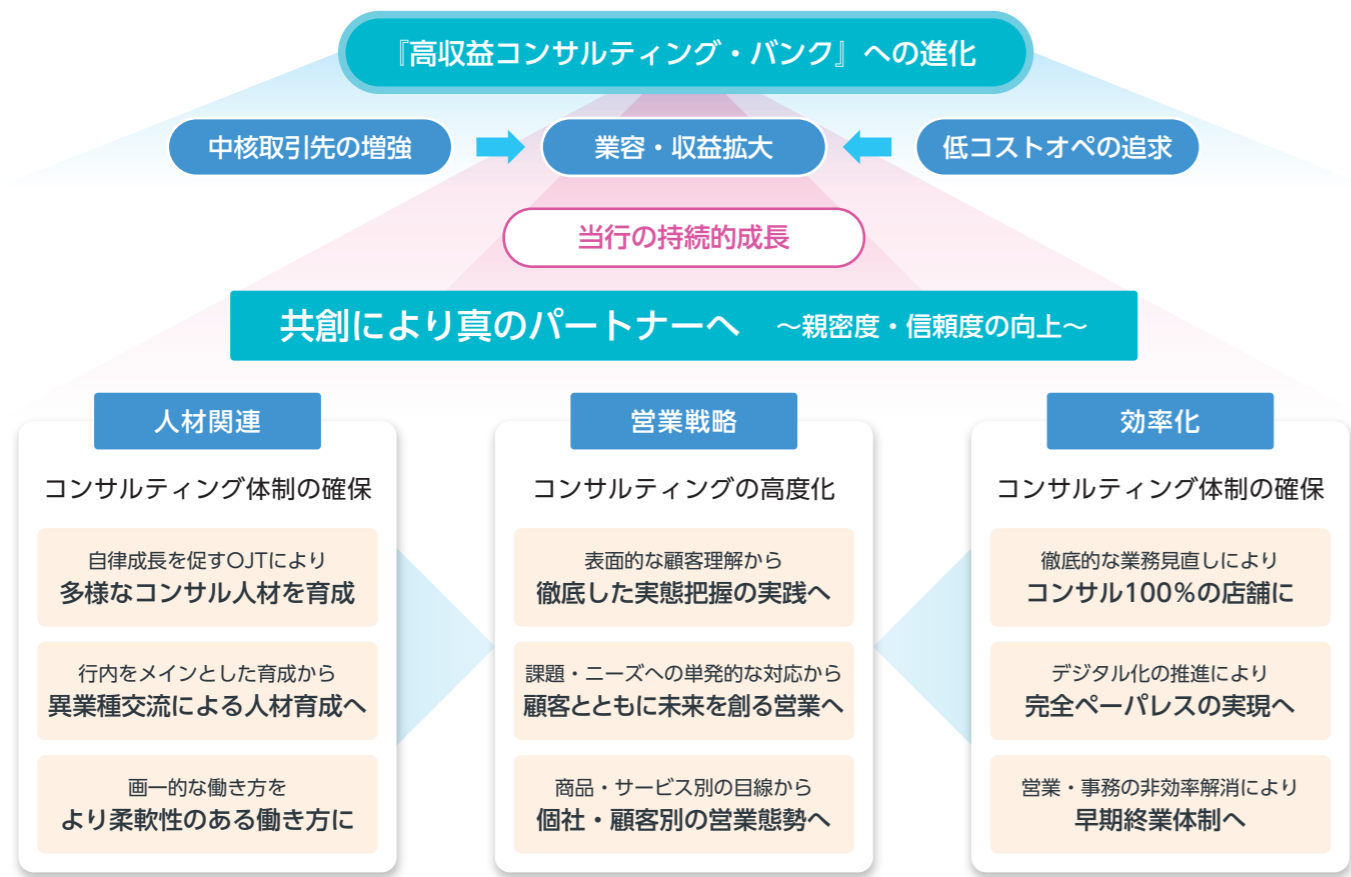 『高収益コンサルティング・バンク』への進化
中核取引先の増強
業容・収益拡大
低コストオペの追求
当行の持続的成長
共創により真のパートナーへ ～親密度・信頼度の向上～
人材関連
コンサルティング体制の確保
自律成長を促すOJTにより
多様なコンサル人材を育成
行内をメインとした育成から
異業種交流による人材育成へ
画一的な働き方を
より柔軟性のある働き方に
営業戦略
コンサルティングの高度化
表面的な顧客理解から
徹底した実態把握の実践へ
課題・ニーズへの単発的な対応から
顧客とともに未来を創る営業へ
商品・サービス別の目線から
個社・顧客別の営業態勢へ
効率化
コンサルティング体制の確保
徹底的な業務見直しにより
コンサル100%の店舗に
デジタル化の推進により
完全ペーパレスの実現へ
営業・事務の非効率解消により
早期終業体制へ